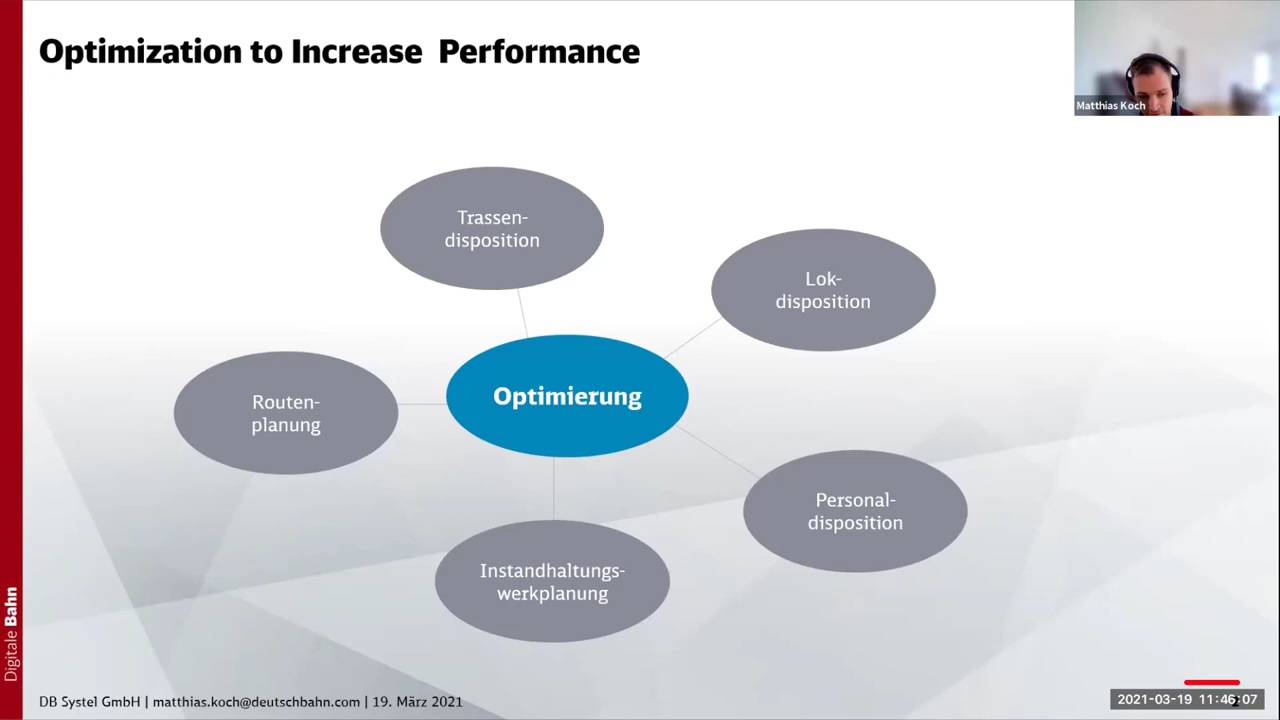 Optimization to Increase Performance
Matthias Koch
Trassen-
disposition
Lok-
disposition
Optimierung
Routen-
planung
Personal-
disposition
Instandhaltungs-
werkplanung
Digitale Bahn
DB Systel GmbH | matthias.koch@deutschbahn.com | 19. März 2021
2021-03-19 11:46:07